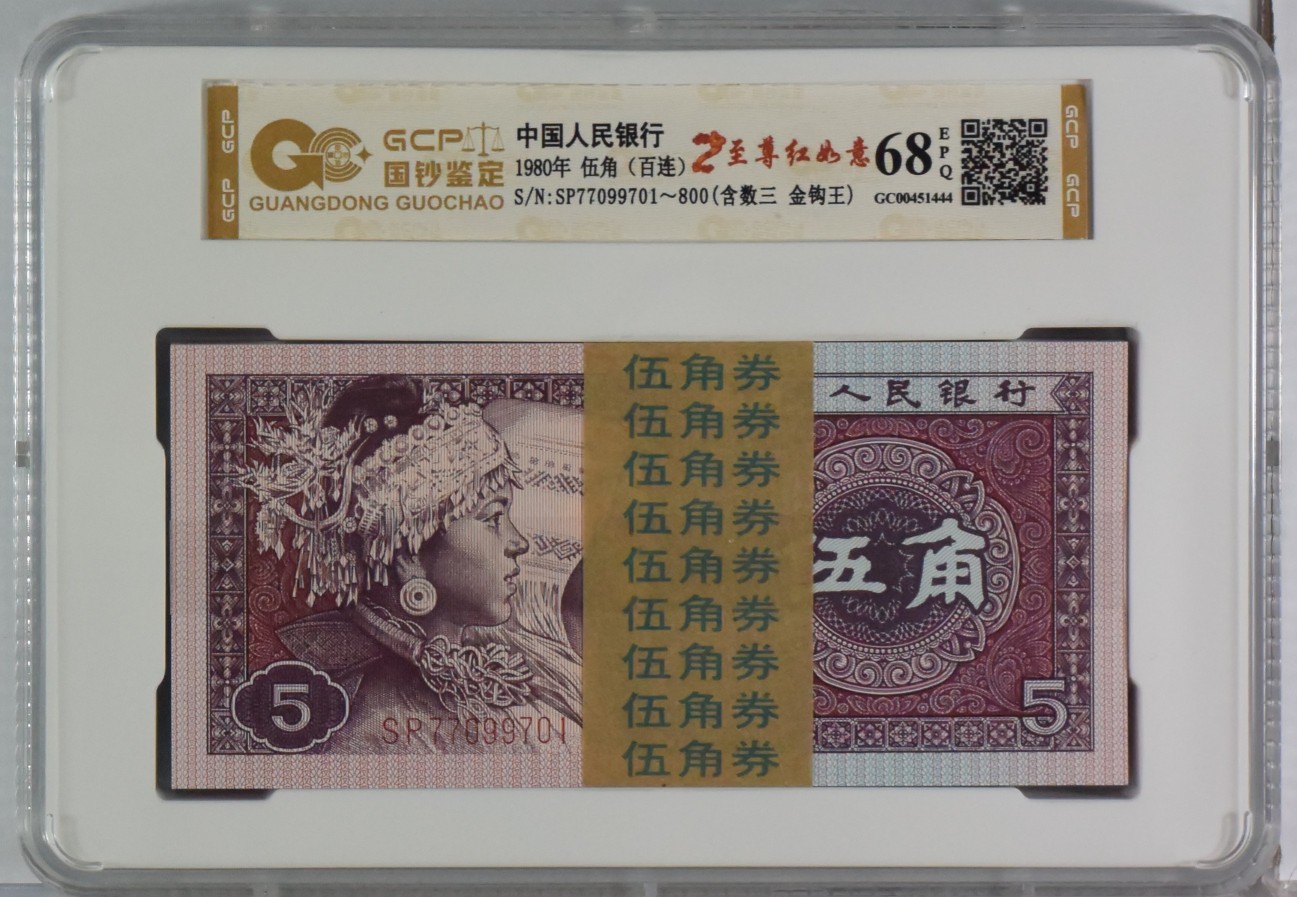 GCP
GCP
GCP
国钞鉴定
GUANGDONG GUOCHAO
中国人民银行
1980年 伍角（百连）
S/N:SP77099701～800(含数三 金钩王)
至尊红如意
68
EPQ
GC00451444
GCP
GCP
人民银行
伍角券
伍角券
伍角券
伍角券
伍角券
伍角券
伍角券
伍角券
伍角券
五角
5
SP77099701
5